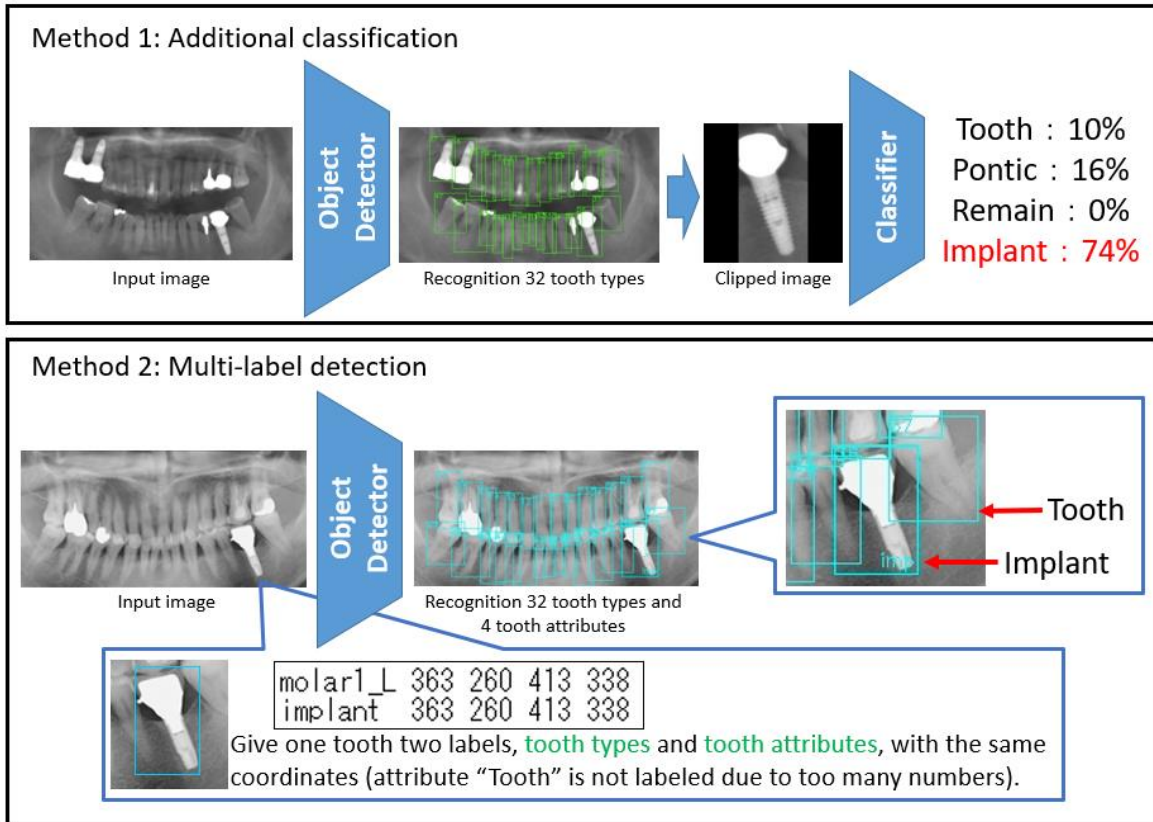 Method 1: Additional classification
Object
Detector
Classifier
Tooth : 10%
Pontic : 16%
Remain : 0%
Implant : 74%
Input image
Recognition 32 tooth types
Clipped image
Method 2: Multi-label detection
Object
Detector
Tooth
imp
Implant
Input image
Recognition 32 tooth types and
4 tooth attributes
molar1_L 363 260 413 338
implant 363 260 413 338
Give one tooth two labels, tooth types and tooth attributes, with the same
coordinates (attribute “Tooth” is not labeled due to too many numbers).